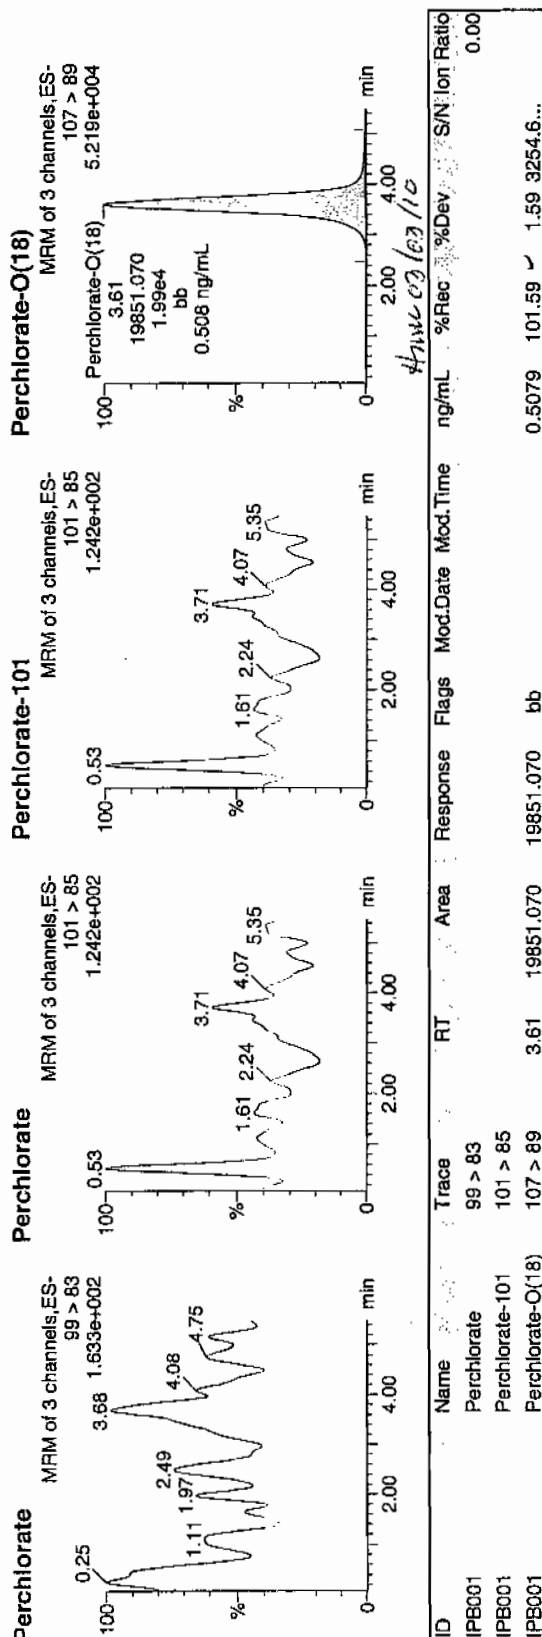 Perchlorate
MRM of 3 channels,ES-
99 > 83
1.633e+002
100
%
0
0.25
1.11
1.97
2.49
3.68
4.08
4.75
2.00
4.00
min
Perchlorate
MRM of 3 channels,ES-
101 > 85
1.242e+002
100
%
0
0.53
1.61
2.24
3.71
4.07
5.35
2.00
4.00
min
Perchlorate-101
MRM of 3 channels,ES-
101 > 85
1.242e+002
100
%
0
0.53
1.61
2.24
3.71
4.07
5.35
2.00
4.00
min
Perchlorate-O(18)
MRM of 3 channels,ES-
107 > 89
5.219e+004
100
%
0
Perchlorate-O(18)
3.61
19851.070
1.99e4
bb
0.508 ng/mL
2.00
4.00
min
03/03/10
ID Name Trace RT Area Response Flags Mod.Date Mod.Time ng/mL %Rec %Dev S/N Ion Ratio
IPB001 Perchlorate 99 > 83 0.00
IPB001 Perchlorate-101 101 > 85
IPB001 Perchlorate-O(18) 107 > 89 3.61 19851.070 19851.070 bb 0.5079 101.59 1.59 3254.6...